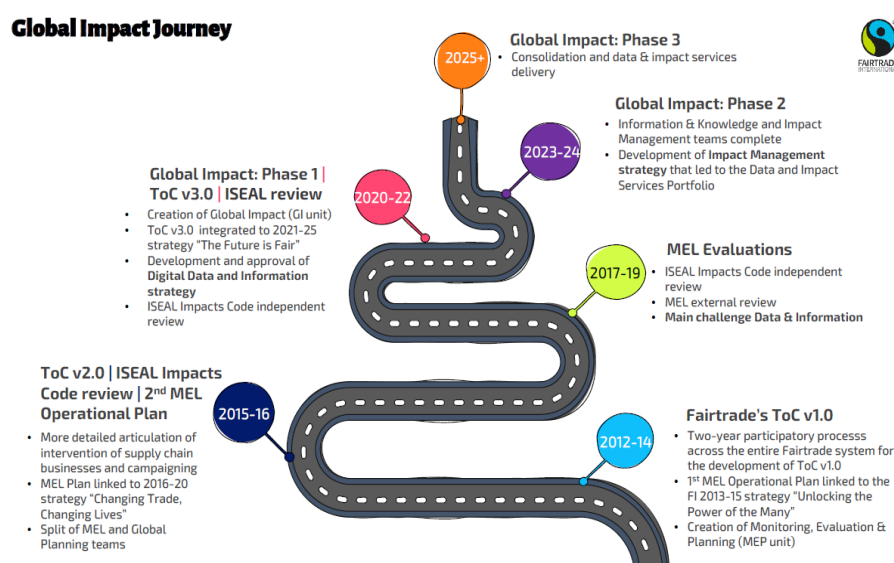 Global Impact Journey
FAIRTRADE
INTERNATIONAL
2025+
Global Impact: Phase 3
• Consolidation and data & impact services
delivery
Global Impact: Phase 2
• Information & Knowledge and Impact
Management teams complete
• Development of Impact Management
strategy that led to the Data and Impact
Services Portfolio
2023-24
Global Impact: Phase 1 |
ToC v3.0 | ISEAL review
• Creation of Global Impact (GI unit)
• ToC v3.0 integrated to 2021-25
strategy “The Future is Fair”
• Development and approval of
Digital Data and Information
strategy
• ISEAL Impacts Code independent
review
2020-22
MEL Evaluations
• ISEAL Impacts Code independent
review
• MEL external review
• Main challenge Data & Information
2017-19
ToC v2.0 | ISEAL Impacts
Code review | 2nd MEL
Operational Plan
• More detailed articulation of
intervention of supply chain
businesses and campaigning
• MEL Plan linked to 2016-20
strategy “Changing Trade,
Changing Lives”
• Split of MEL and Global
Planning teams
2015-16
Fairtrade’s ToC v1.0
• Two-year participatory processs
across the entire Fairtrade system for
the development of ToC v1.0
• 1st MEL Operational Plan linked to the
FI 2013-15 strategy “Unlocking the
Power of the Many”
• Creation of Monitoring, Evaluation &
Planning (MEP unit)
2012-14